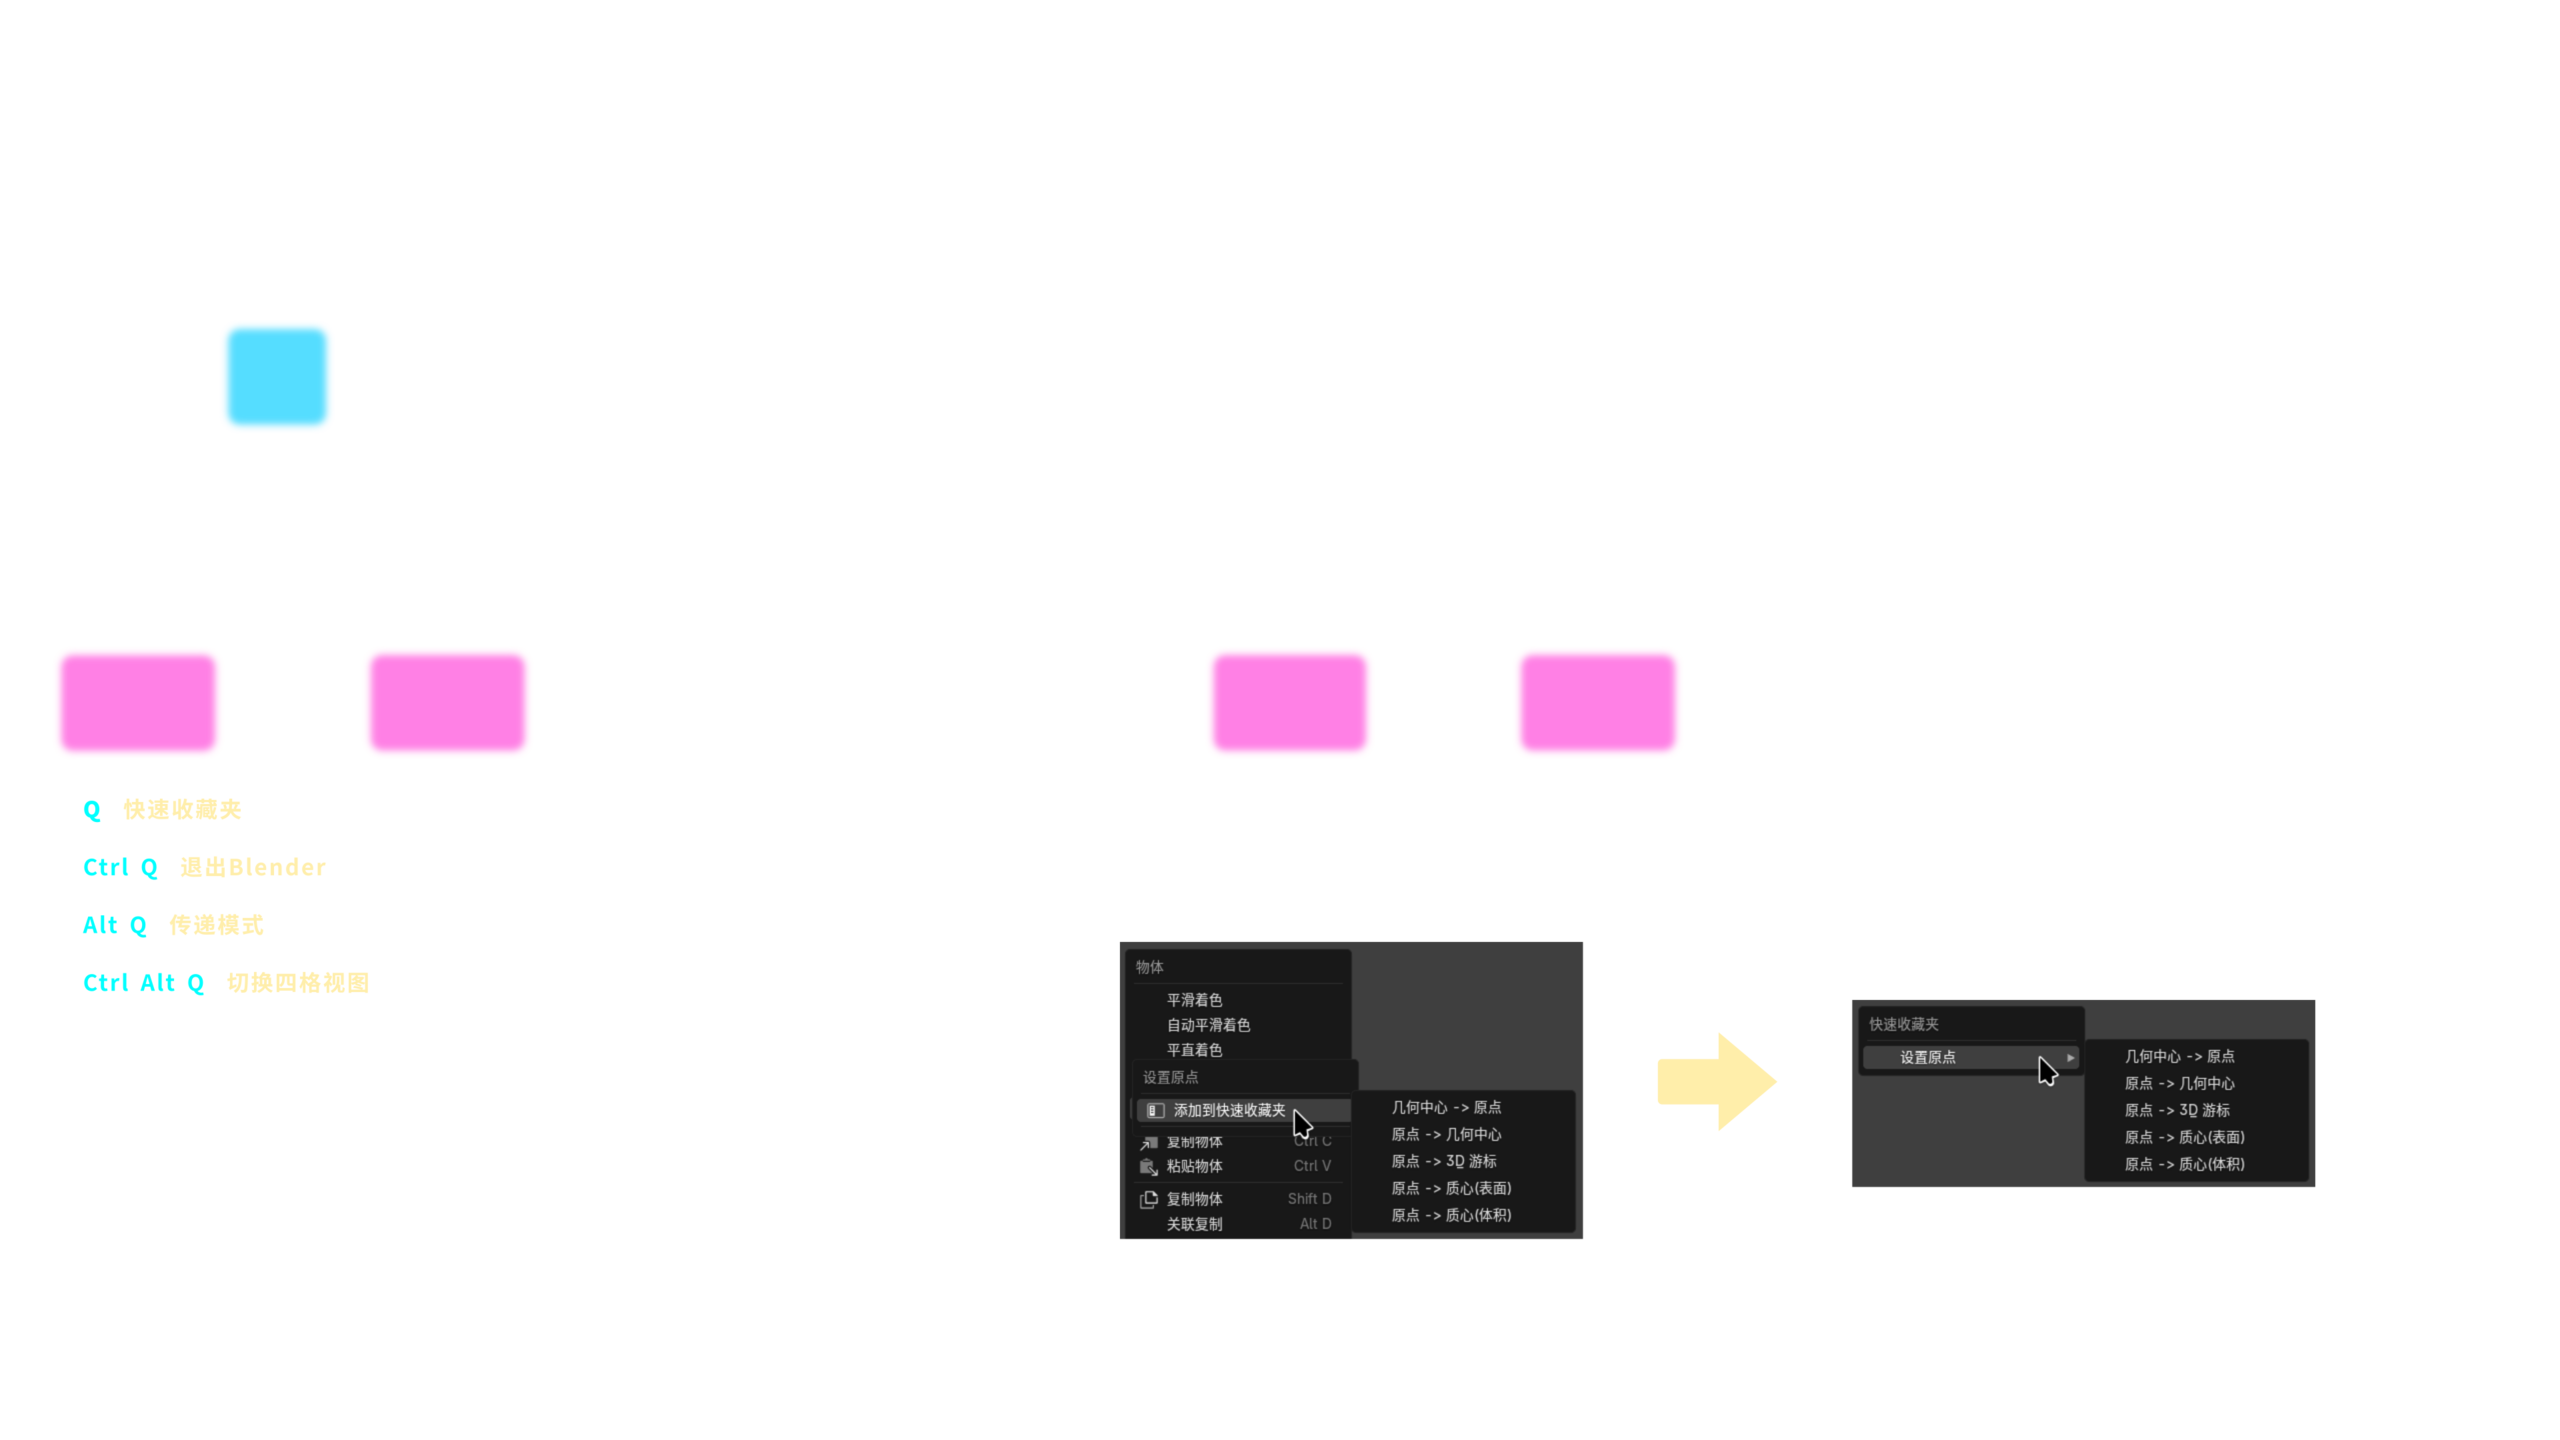 Q 快速收藏夹
Ctrl Q 退出Blender
Alt Q 传递模式
Ctrl Alt Q 切换四格视图
物体
平滑着色
自动平滑着色
平直着色
设置原点
添加到快速收藏夹
复制物体 Ctrl C
粘贴物体 Ctrl V
复制物体 Shift D
关联复制 Alt D
几何中心 -> 原点
原点 -> 几何中心
原点 -> 3D 游标
原点 -> 质心(表面)
原点 -> 质心(体积)
快速收藏夹
设置原点
几何中心 -> 原点
原点 -> 几何中心
原点 -> 3D 游标
原点 -> 质心(表面)
原点 -> 质心(体积)